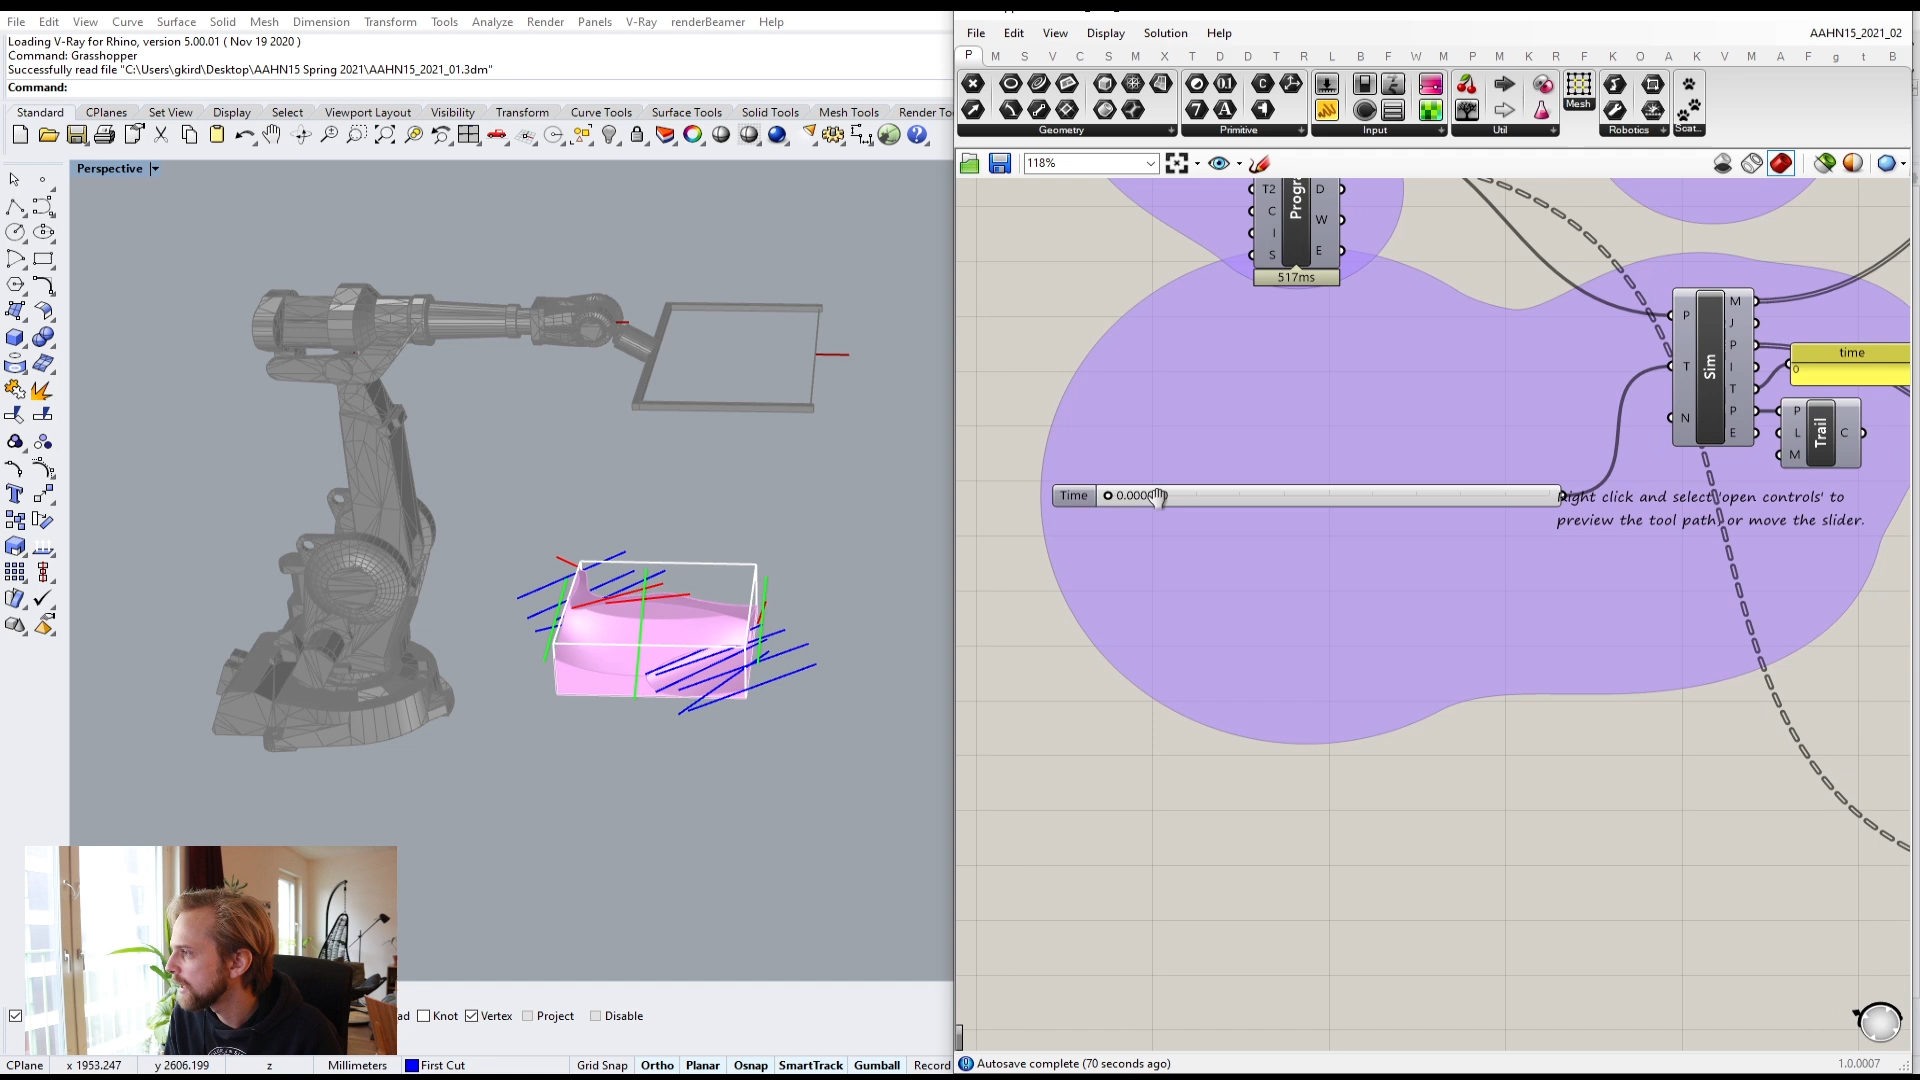 File Edit View Curve Surface Solid Mesh Dimension Transform Tools Analyze Render Panels V-Ray renderBeamer Help
Loading V-Ray for Rhino, version 5.00.01 ( Nov 19 2020 )
Command: Grasshopper
Successfully read file "C:\Users\gkird\Desktop\AAHN15 Spring 2021\AAHN15_2021_01.3dm"
Command:
Standard CPlanes Set View Display Select Viewport Layout Visibility Transform Curve Tools Surface Tools Solid Tools Mesh Tools Render To
Perspective
Knot Vertex Project Disable
CPlane x 1953.247 y 2606.199 z Millimeters First Cut Grid Snap Ortho Planar Osnap SmartTrack Gumball Record
File Edit View Display Solution Help AAHN15_2021_02
P M S V C S M X T D D T R L B F S L W P M M X K R K O A K V M A F g t B
Mesh
Geometry Primitive Input Util Robotics Scat...
118%
T2 D
C W
I
S E
Progr
517ms
P T N
Sim
M J P I T P E
time
0
P L M
Trail
C
Time 0.000
Right click and select 'open controls' to
preview the tool path, or move the slider.
Autosave complete (70 seconds ago) 1.0.0007